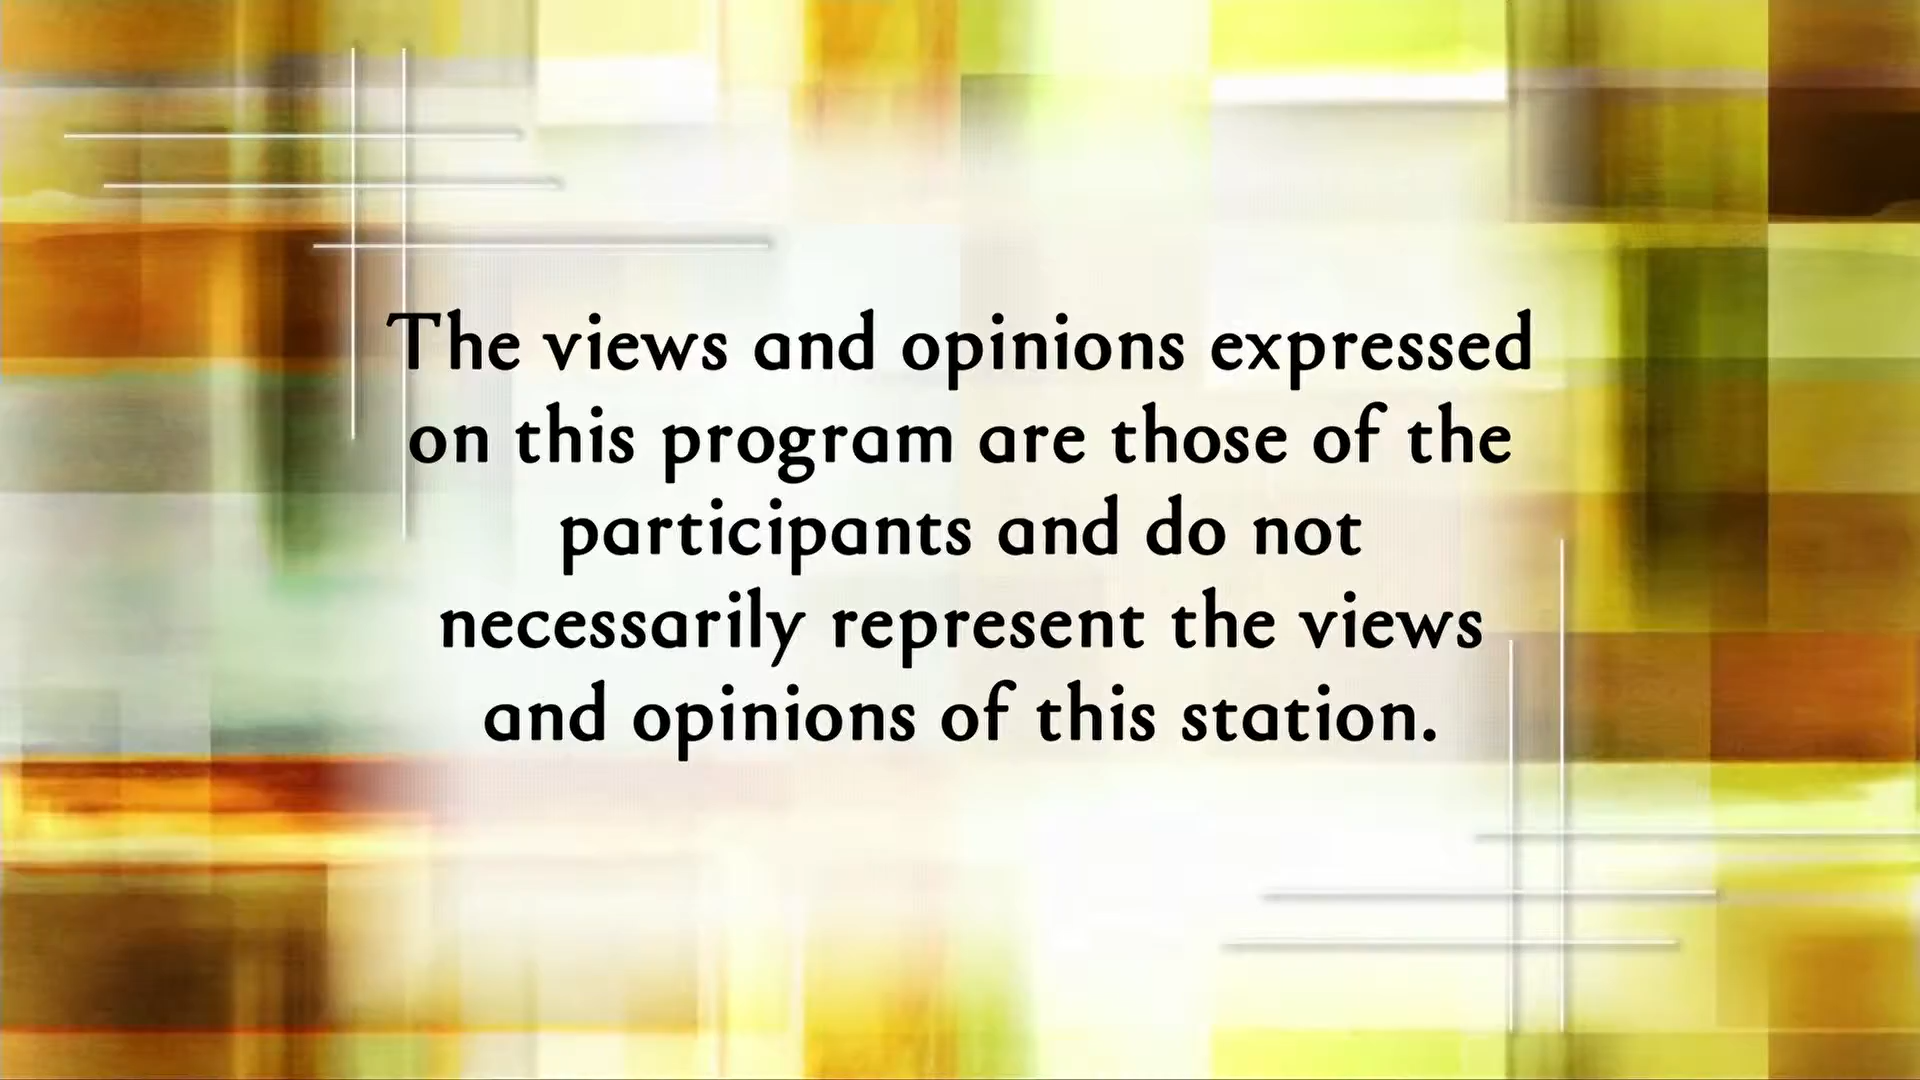 The views and opinions expressed
on this program are those of the
participants and do not
necessarily represent the views
and opinions of this station.